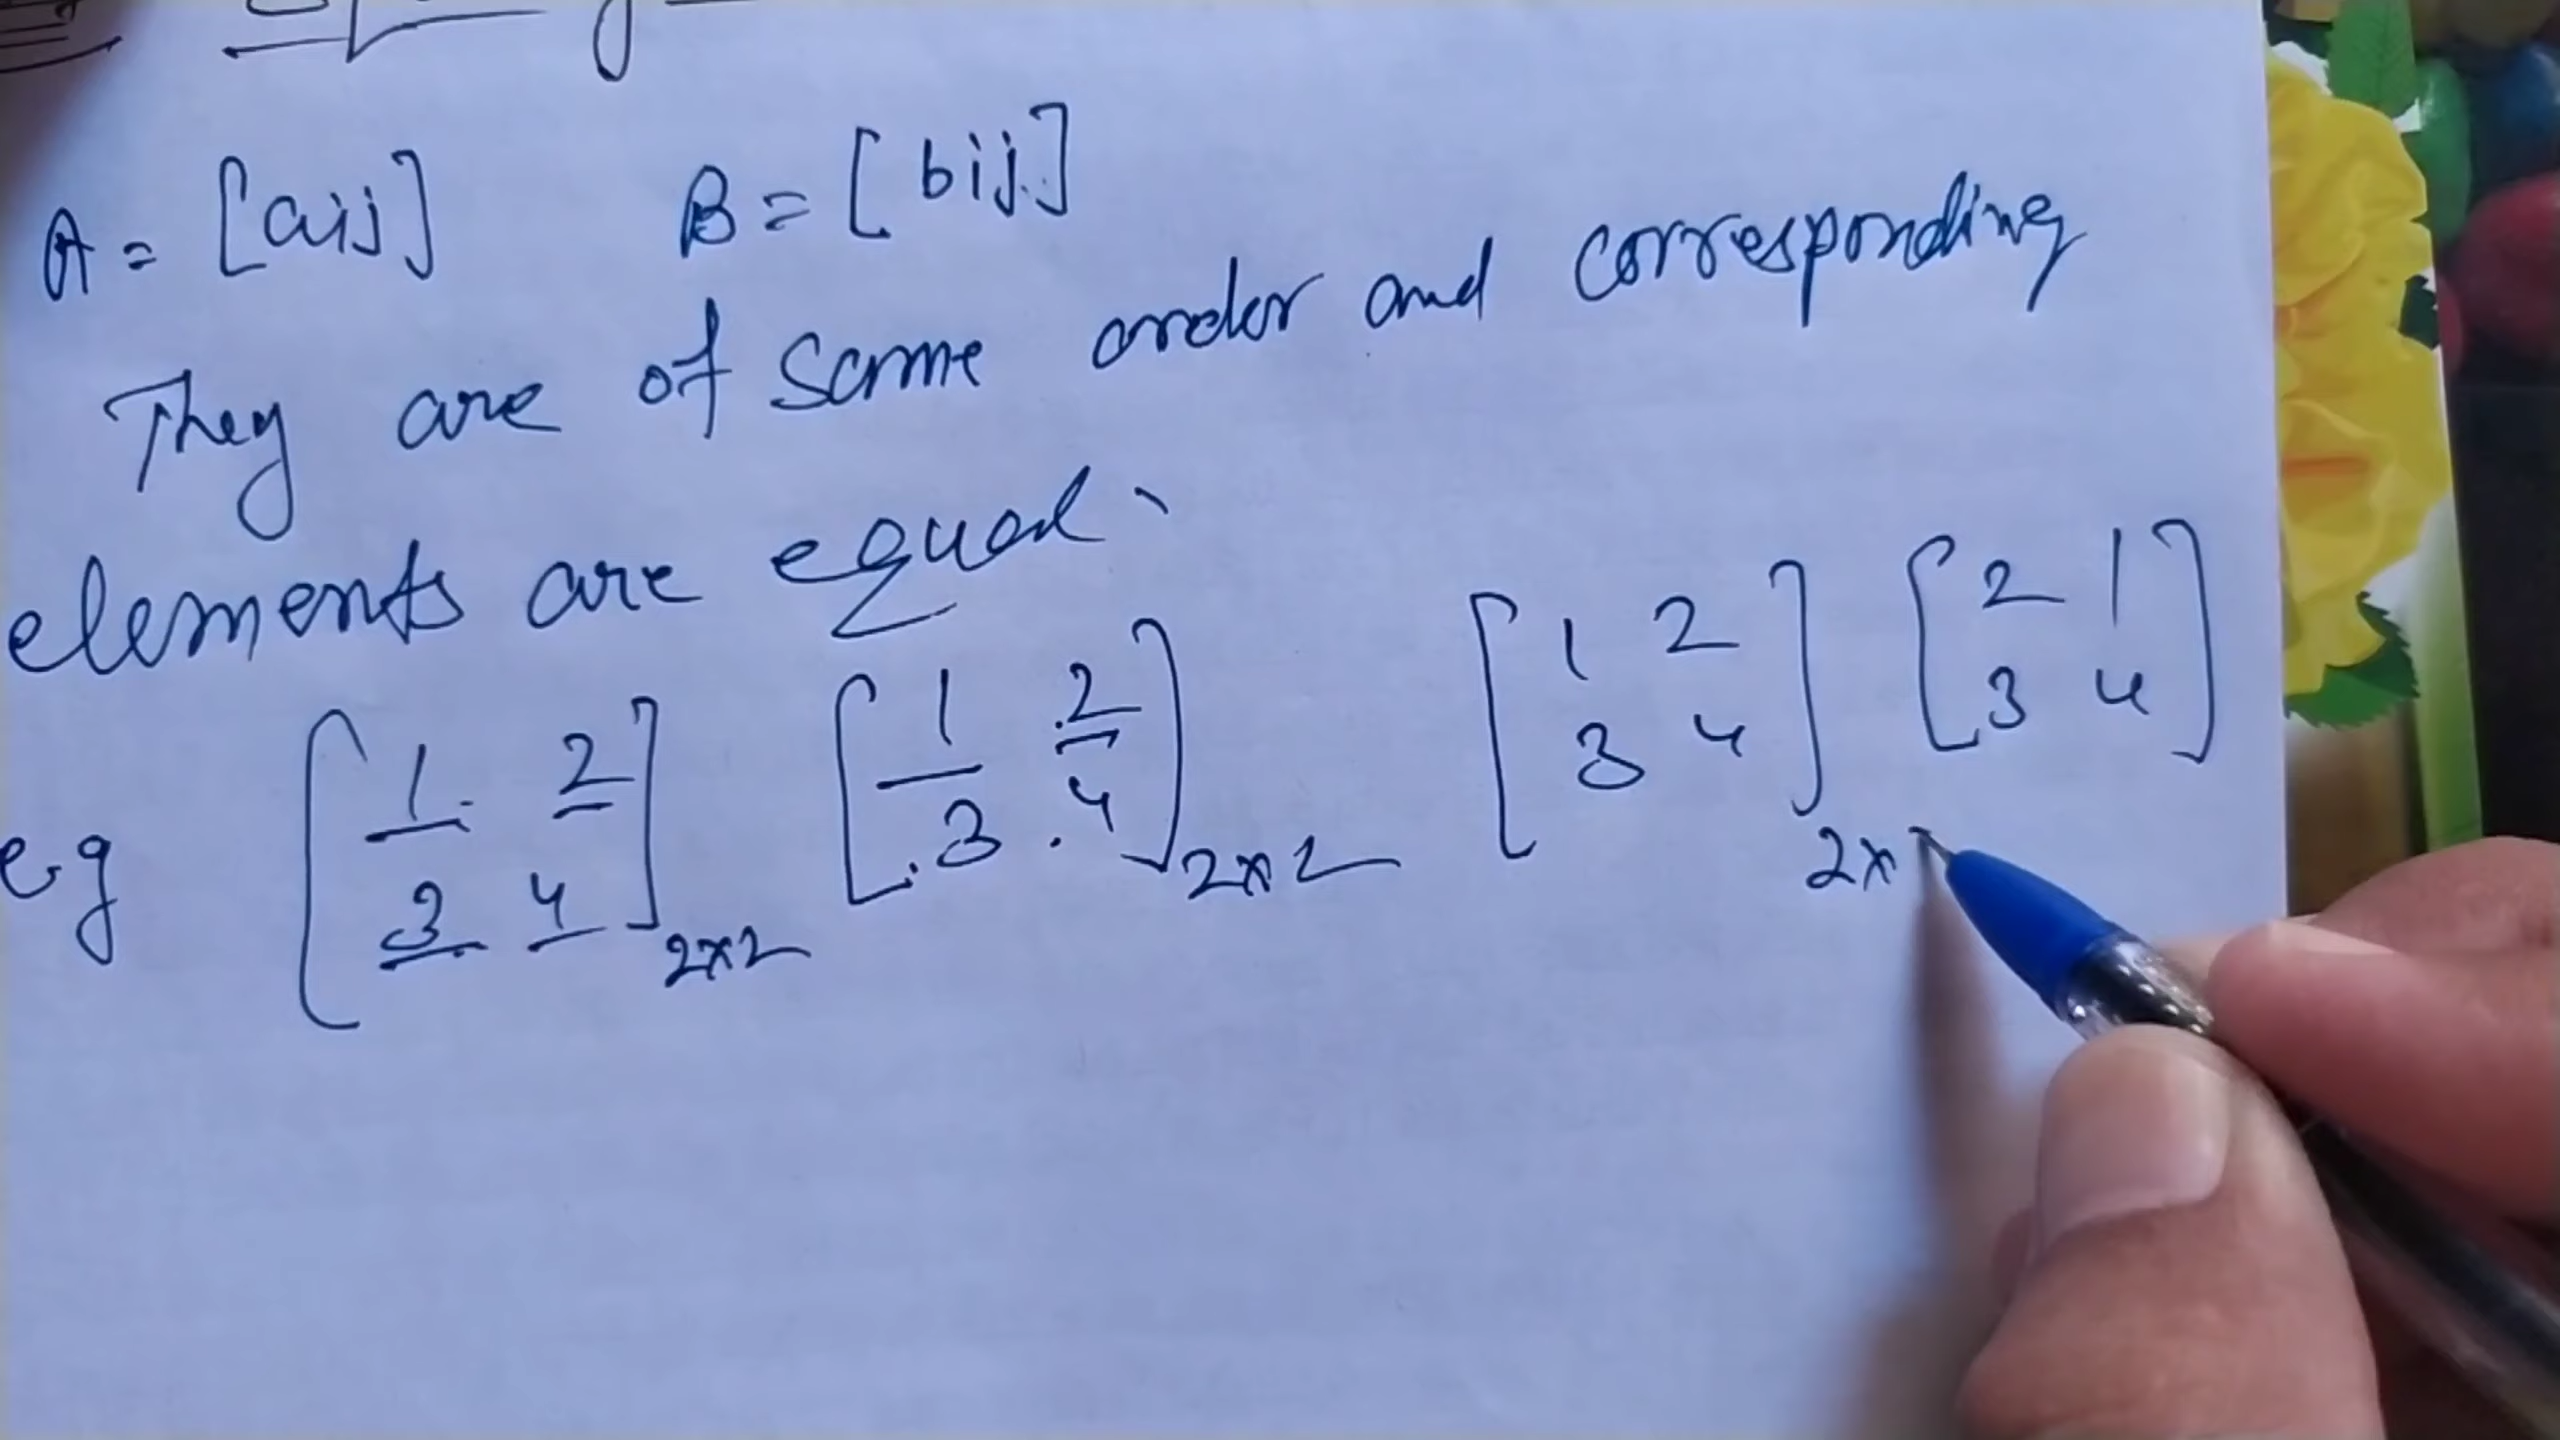 A = [aij] B = [bij]
They are of same order and corresponding
elements are equal.
eg [1 2 3 4] 2x2 [1 2 3 4] 2x2 [1 2 3 4] 2x [2 1 3 4]